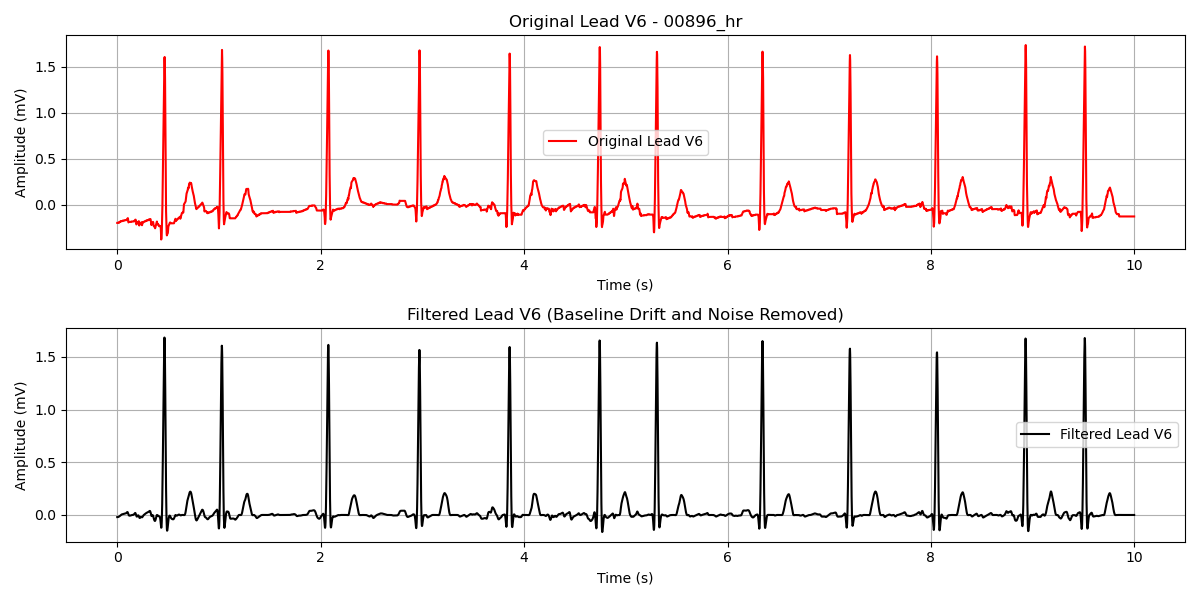 Original Lead V6 - 00896_hr
1.5
1.0
0.5
0.0
Amplitude (mV)
Original Lead V6
0 2 4 6 8 10
Time (s)
Filtered Lead V6 (Baseline Drift and Noise Removed)
1.5
1.0
0.5
0.0
Amplitude (mV)
Filtered Lead V6
0 2 4 6 8 10
Time (s)